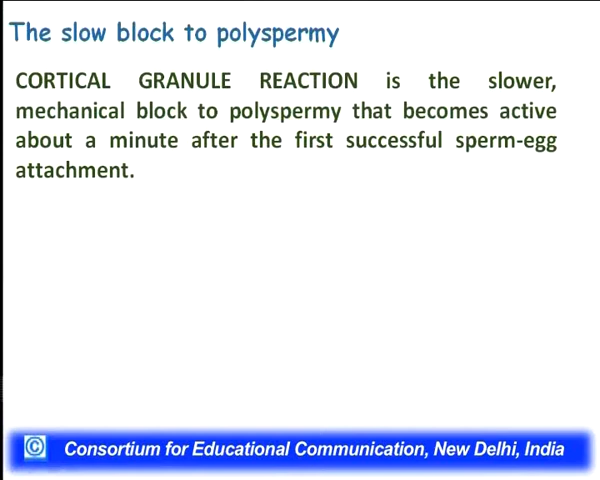 The slow block to polyspermy
CORTICAL GRANULE REACTION is the slower,
mechanical block to polyspermy that becomes active
about a minute after the first successful sperm-egg
attachment.
© Consortium for Educational Communication, New Delhi, India